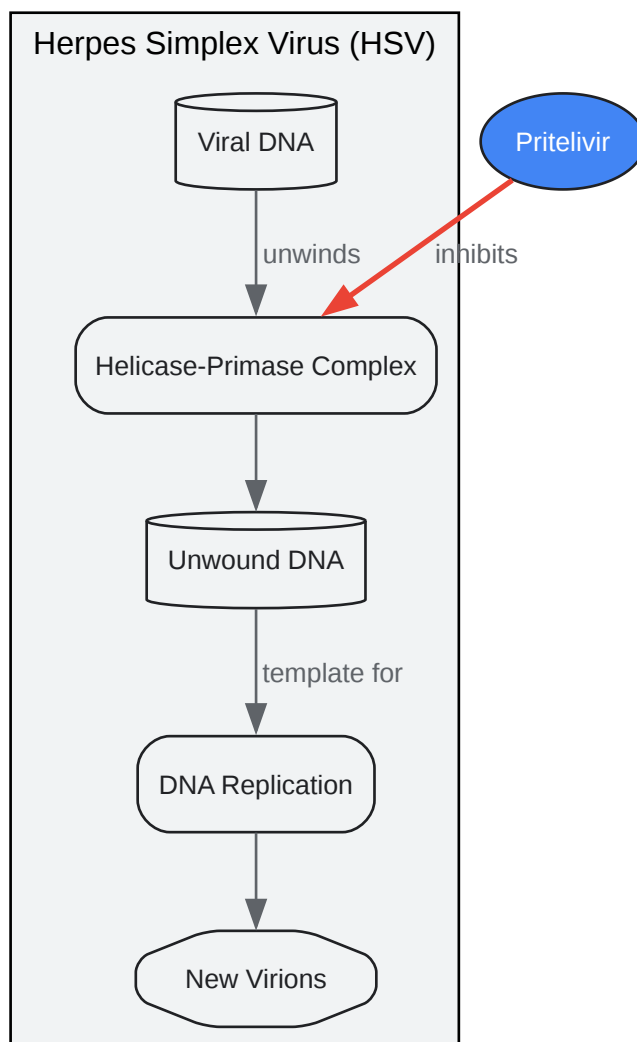 Herpes Simplex Virus (HSV)
Viral DNA
Pritelivir
unwinds
inhibits
Helicase-Primase Complex
Unwound DNA
template for
DNA Replication
New Virions